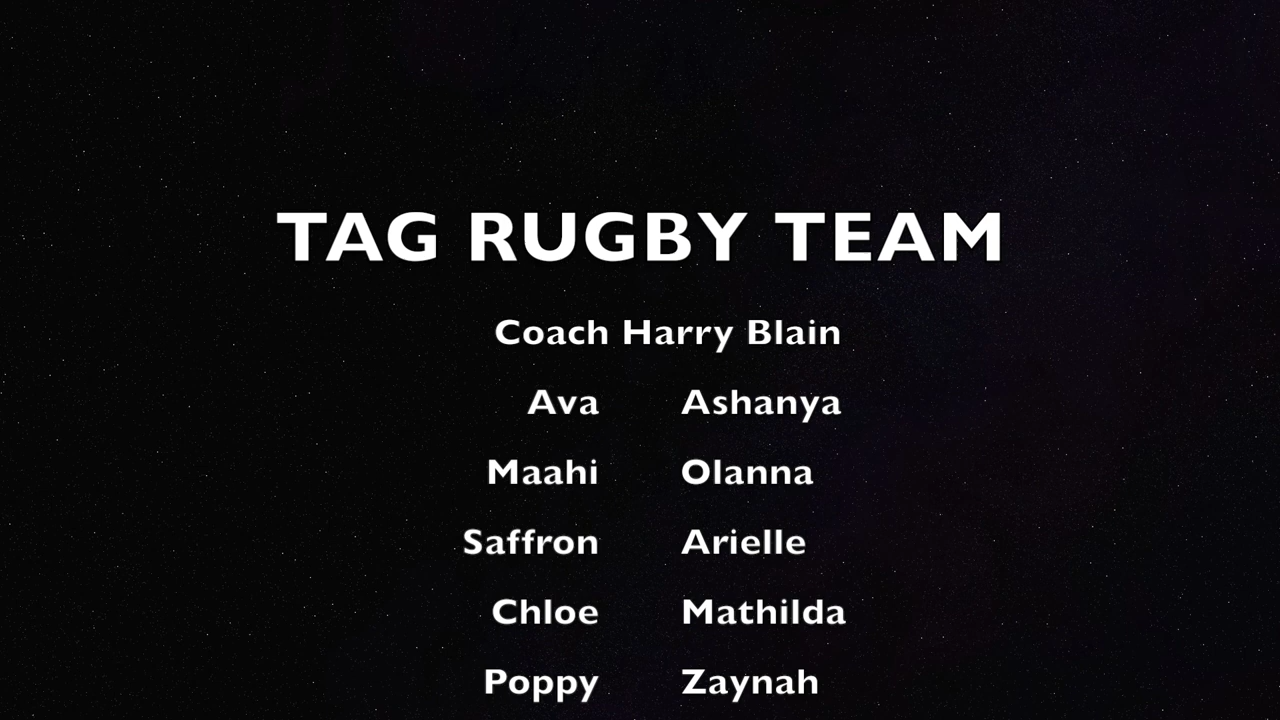 TAG RUGBY TEAM
Coach Harry Blain
Ava Ashanya
Maahi Olanna
Saffron Arielle
Chloe Mathilda
Poppy Zaynah